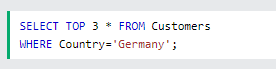 SELECT TOP 3 * FROM Customers
WHERE Country='Germany';